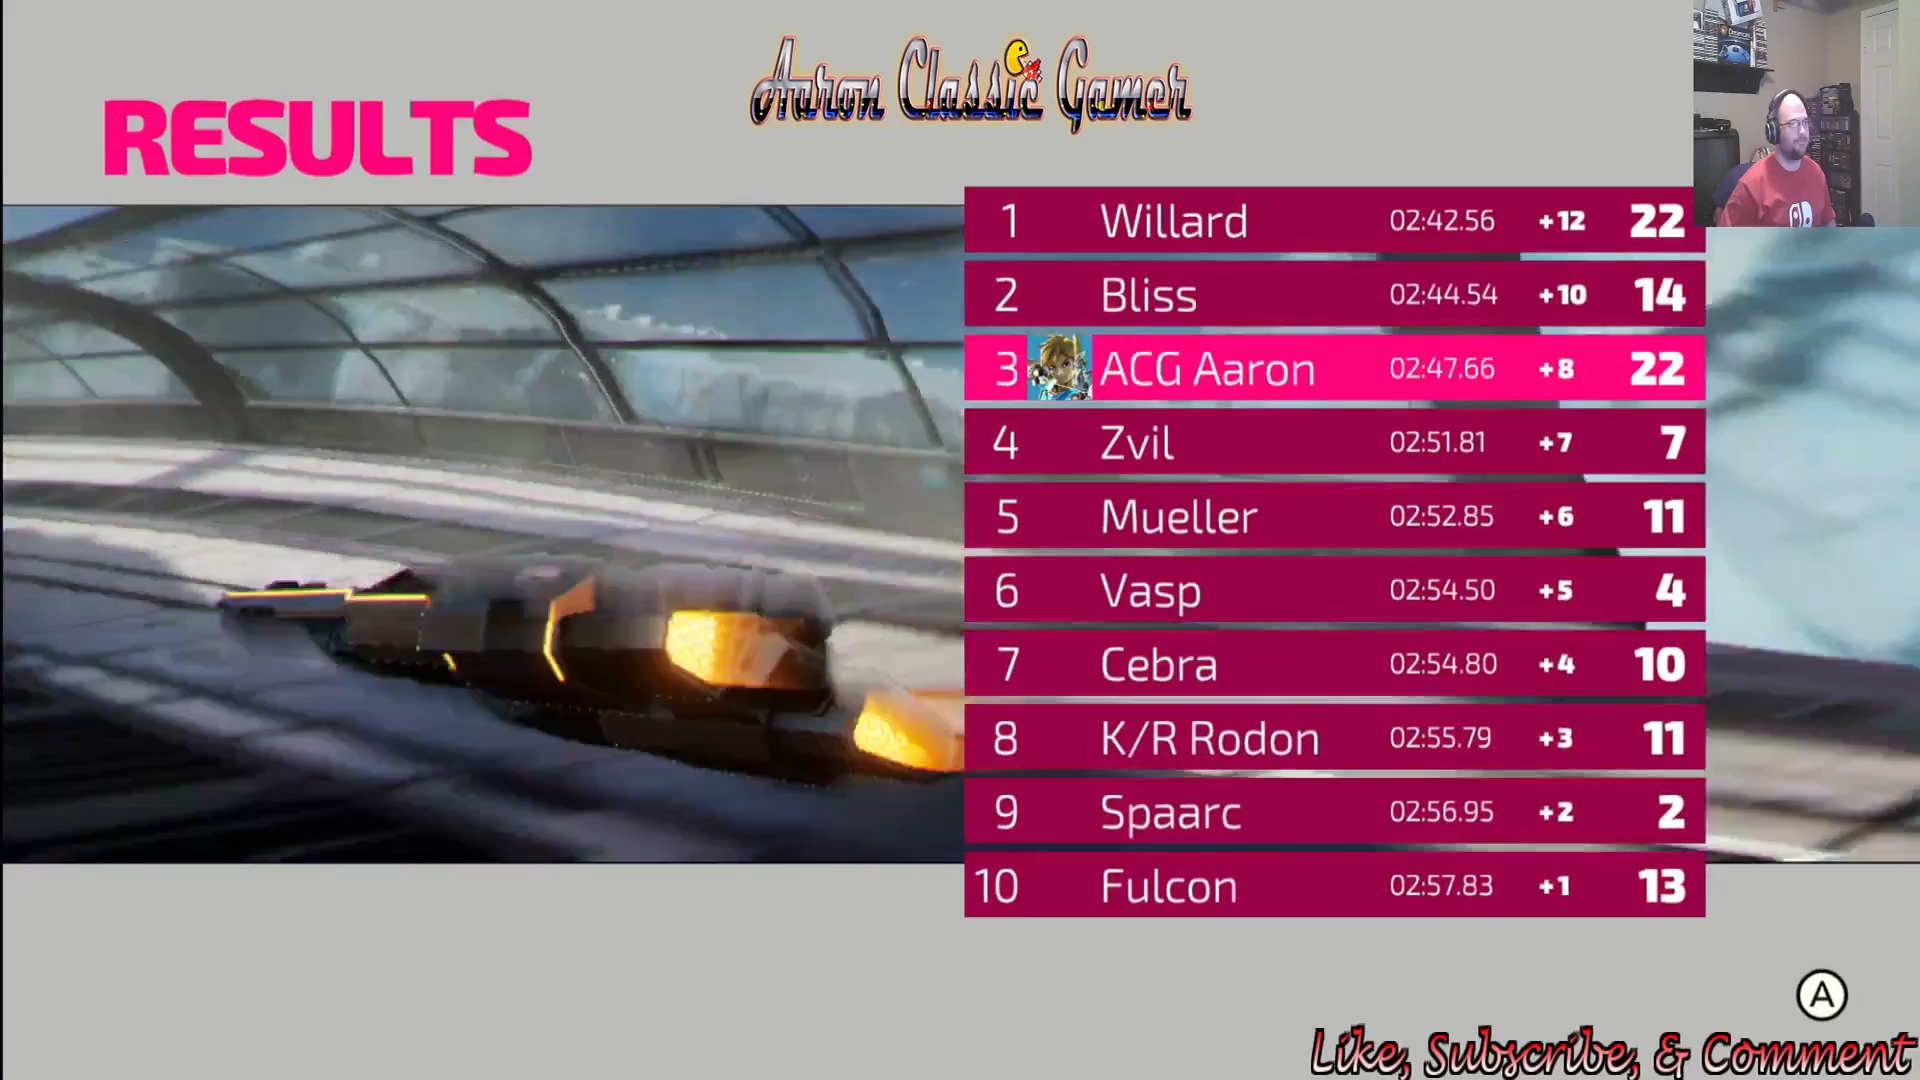 Aaron Classic Gamer
RESULTS
1 Willard 02:42.56 +12 22
2 Bliss 02:44.54 +10 14
3 ACG Aaron 02:47.66 +8 22
4 Zvil 02:51.81 +7 7
5 Mueller 02:52.85 +6 11
6 Vasp 02:54.50 +5 4
7 Cebra 02:54.80 +4 10
8 K/R Rodon 02:55.79 +3 11
9 Spaarc 02:56.95 +2 2
10 Fulcon 02:57.83 +1 13
A
Like, Subscribe, & Comment